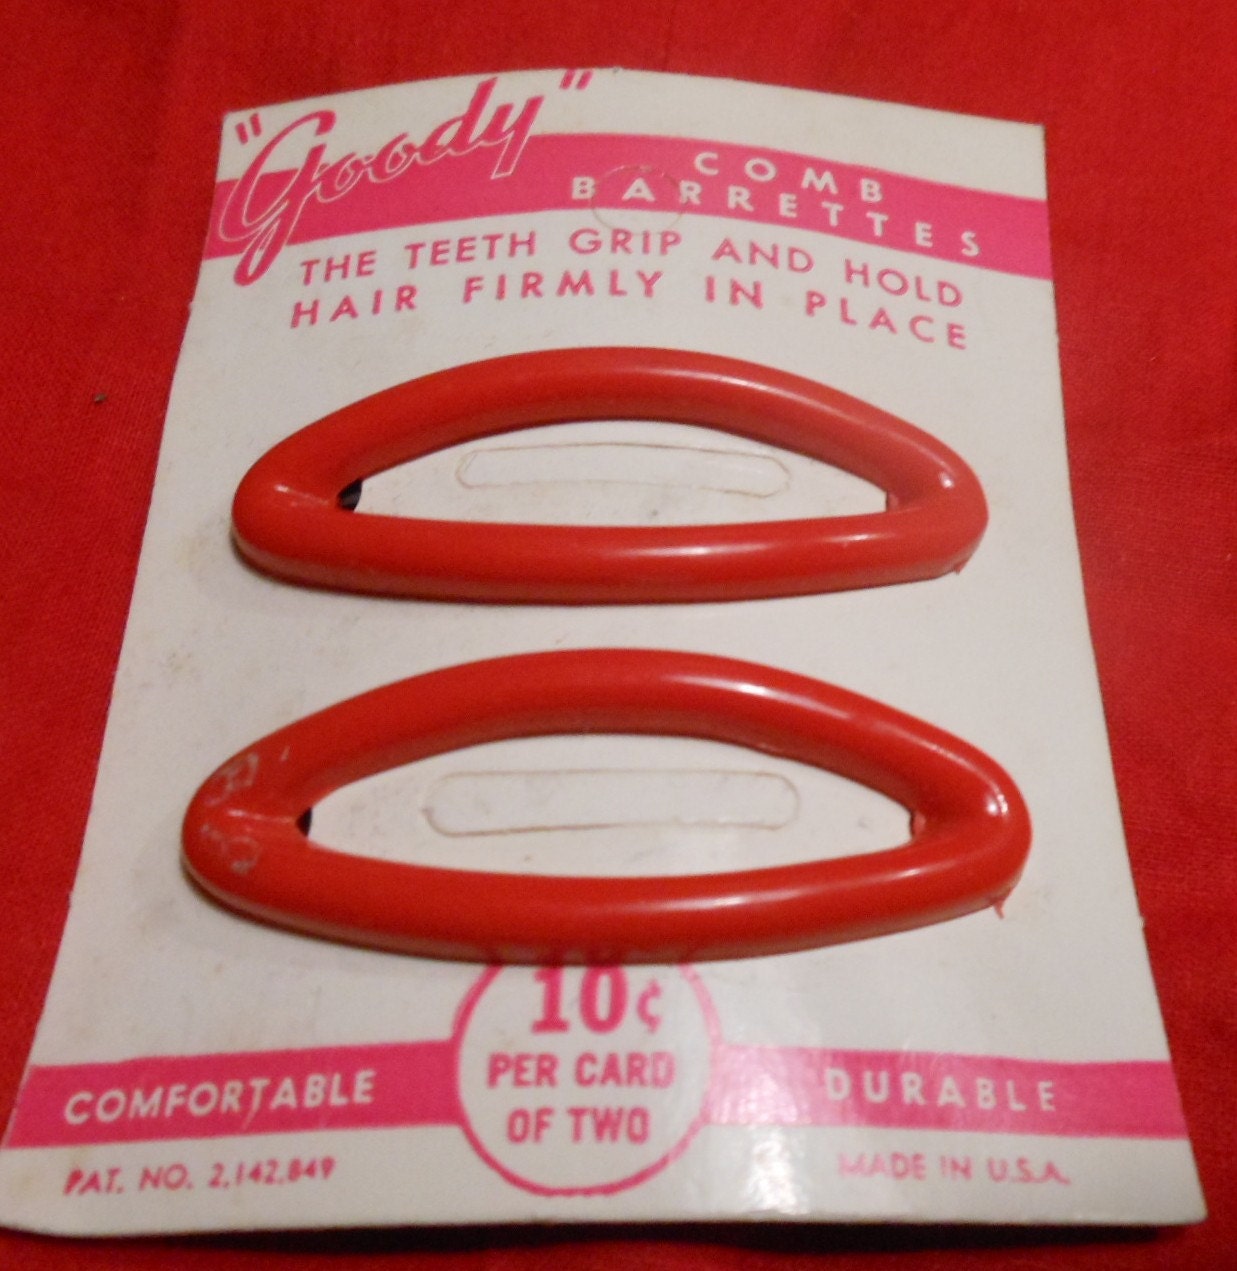 "Goody"
COMB
BARRETTES
THE TEETH GRIP AND HOLD
HAIR FIRMLY IN PLACE
10¢
PER CARD
OF TWO
COMFORTABLE
DURABLE
PAT. NO. 2,142,849
MADE IN U.S.A.